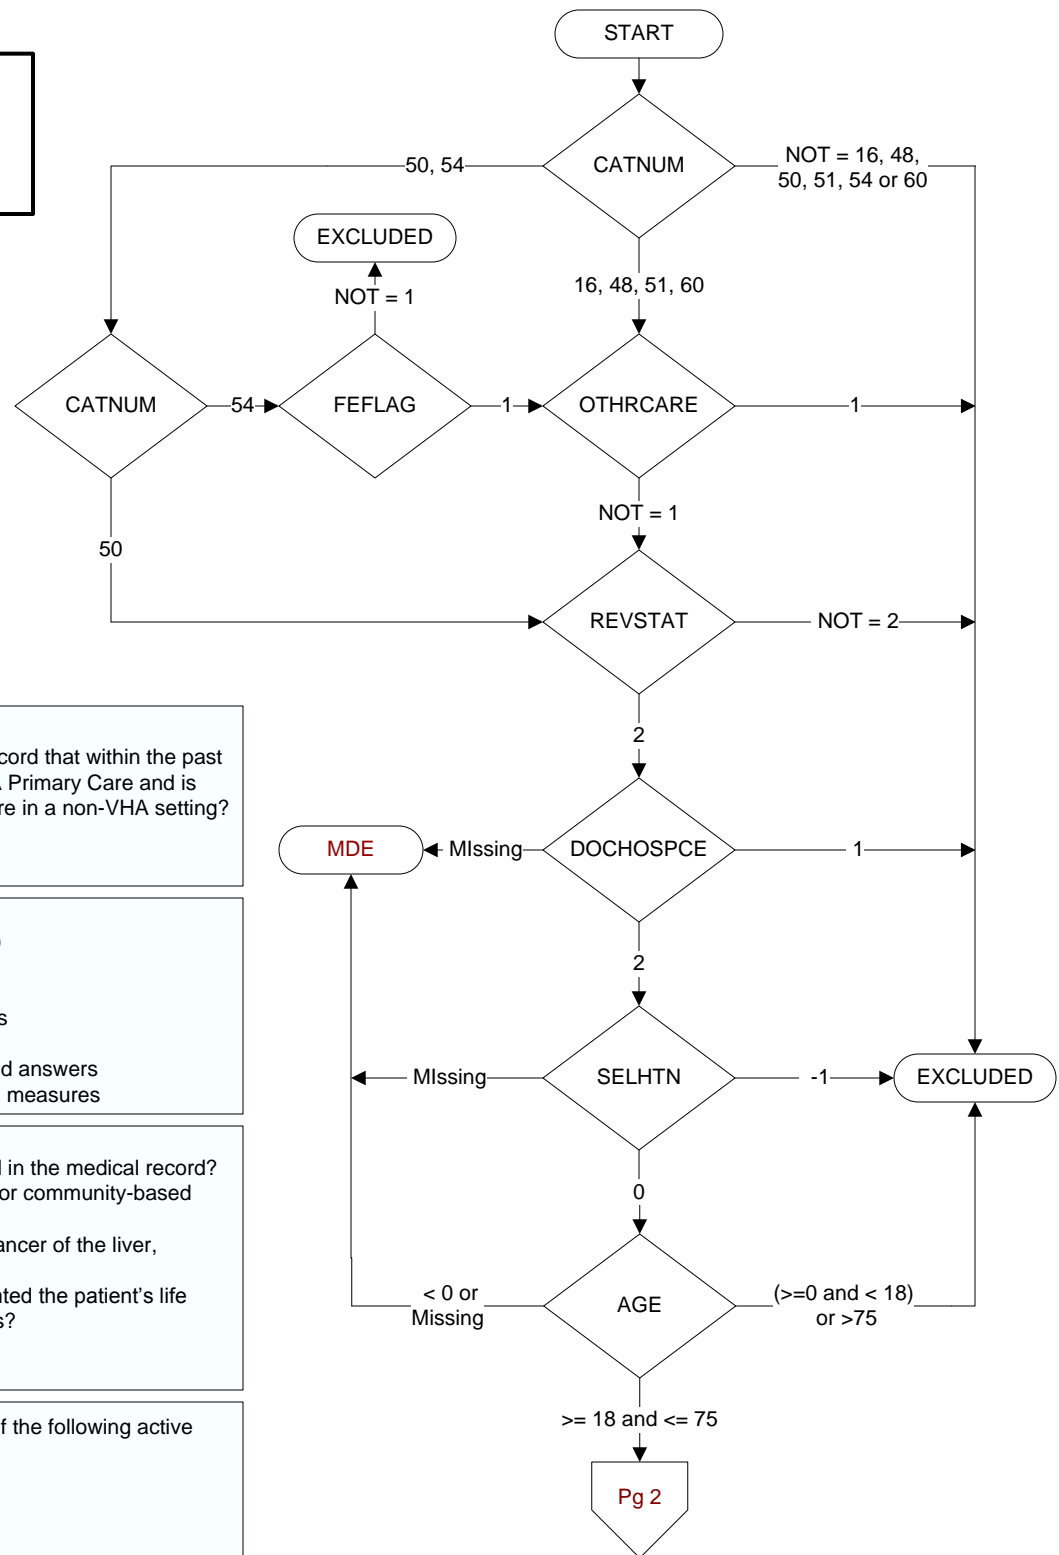 START
CATNUM
50, 54
NOT = 16, 48,
50, 51, 54 or 60
EXCLUDED
NOT = 1
16, 48, 51, 60
CATNUM
54
FEFLAG
1
OTHRCARE
1
NOT = 1
50
REVSTAT
NOT = 2
2
cord that within the past
Primary Care and is
re in a non-VHA setting?
MDE
MIssing
DOCHOSPCE
1
2
s
d answers
measures
MIssing
SELHTN
-1
EXCLUDED
0
in the medical record?
or community-based
ancer of the liver,
ted the patient's life
s?
< 0 or
Missing
AGE
(>=0 and < 18)
or >75
>= 18 and <= 75
f the following active
Pg 2